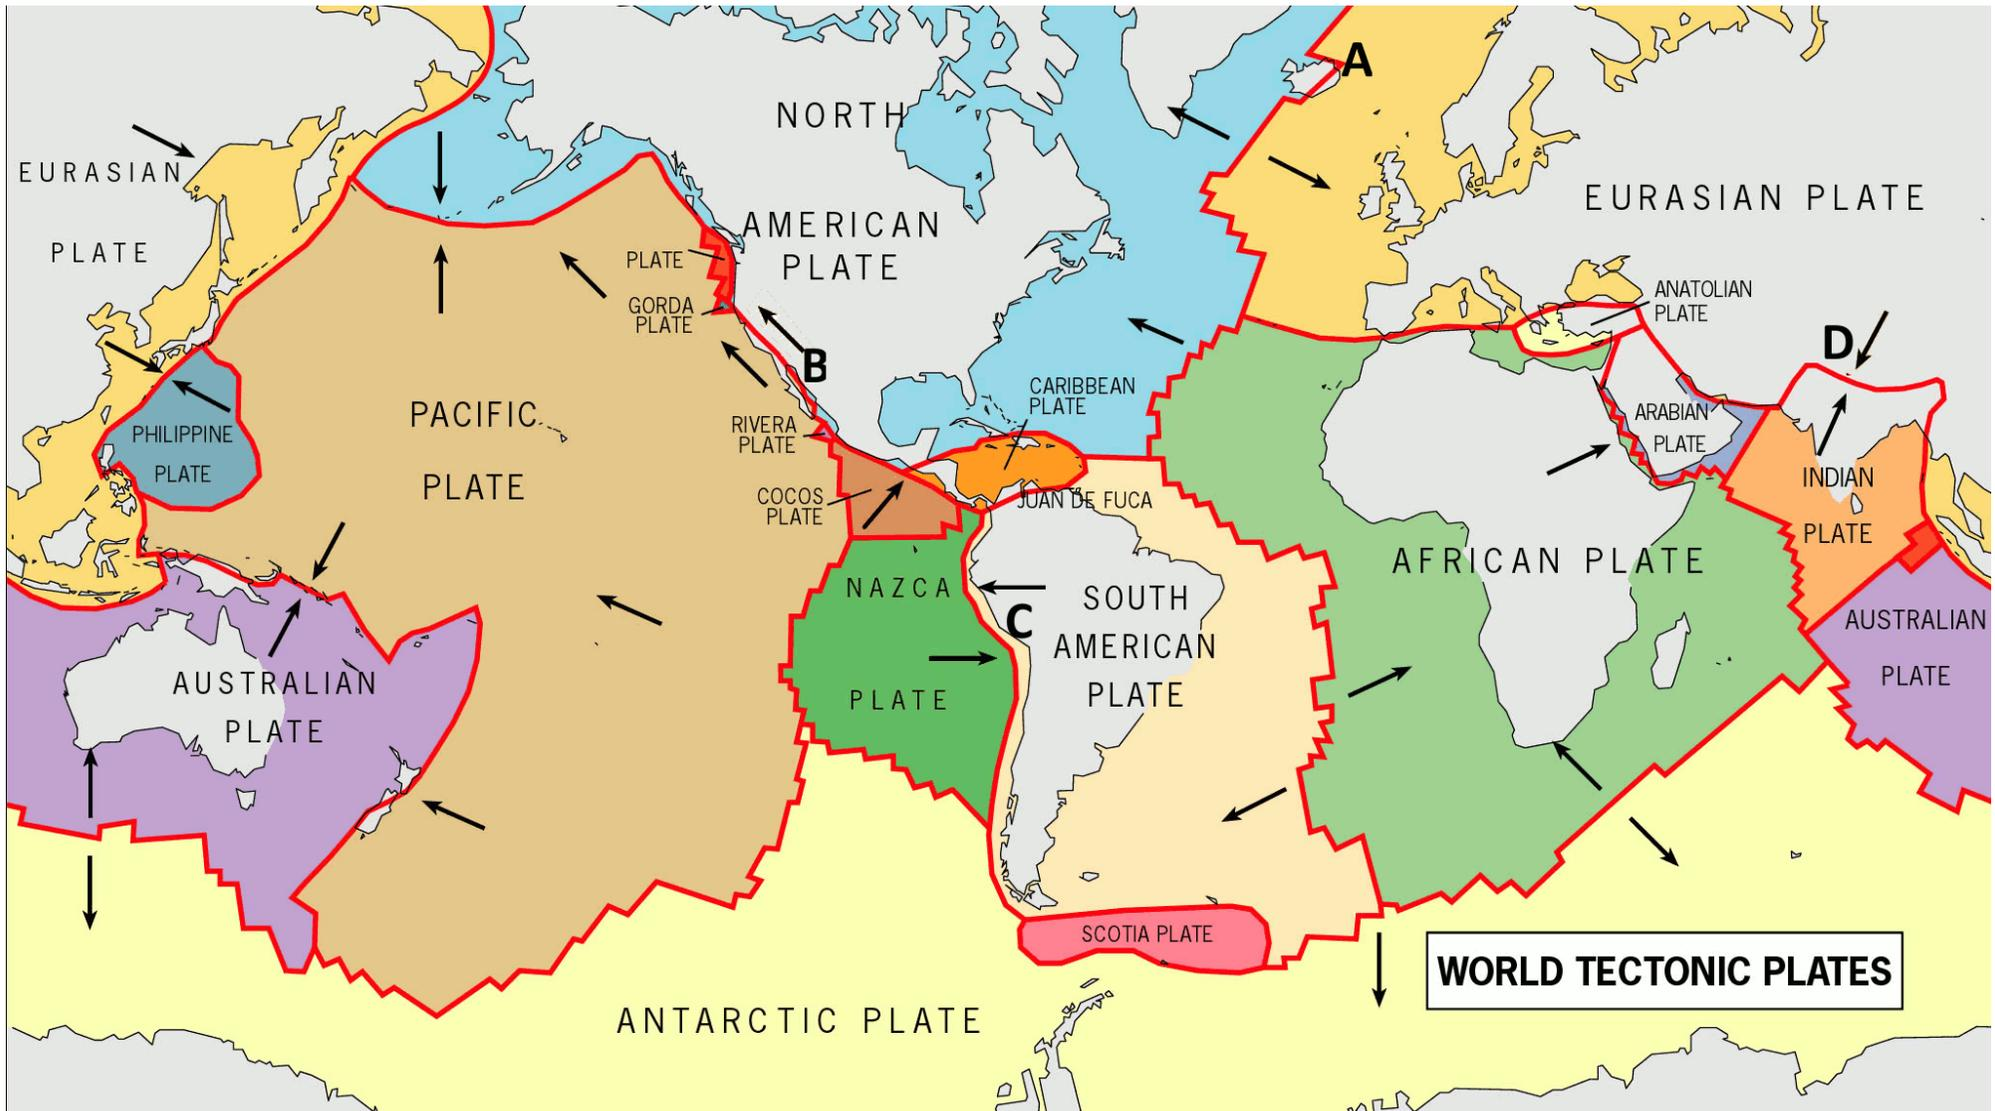 A
NORTH
AMERICAN
PLATE
EURASIAN
PLATE
EURASIAN PLATE
PLATE
GORDA
PLATE
ANATOLIAN
PLATE
D
B
PACIFIC
PLATE
CARIBBEAN
PLATE
RIVERA
PLATE
PHILIPPINE
PLATE
ARABIAN
PLATE
INDIAN
PLATE
COCOS
PLATE
JUAN DE FUCA
AFRICAN PLATE
NAZCA
PLATE
C
SOUTH
AMERICAN
PLATE
AUSTRALIAN
PLATE
AUSTRALIAN
PLATE
SCOTIA PLATE
WORLD TECTONIC PLATES
ANTARCTIC PLATE